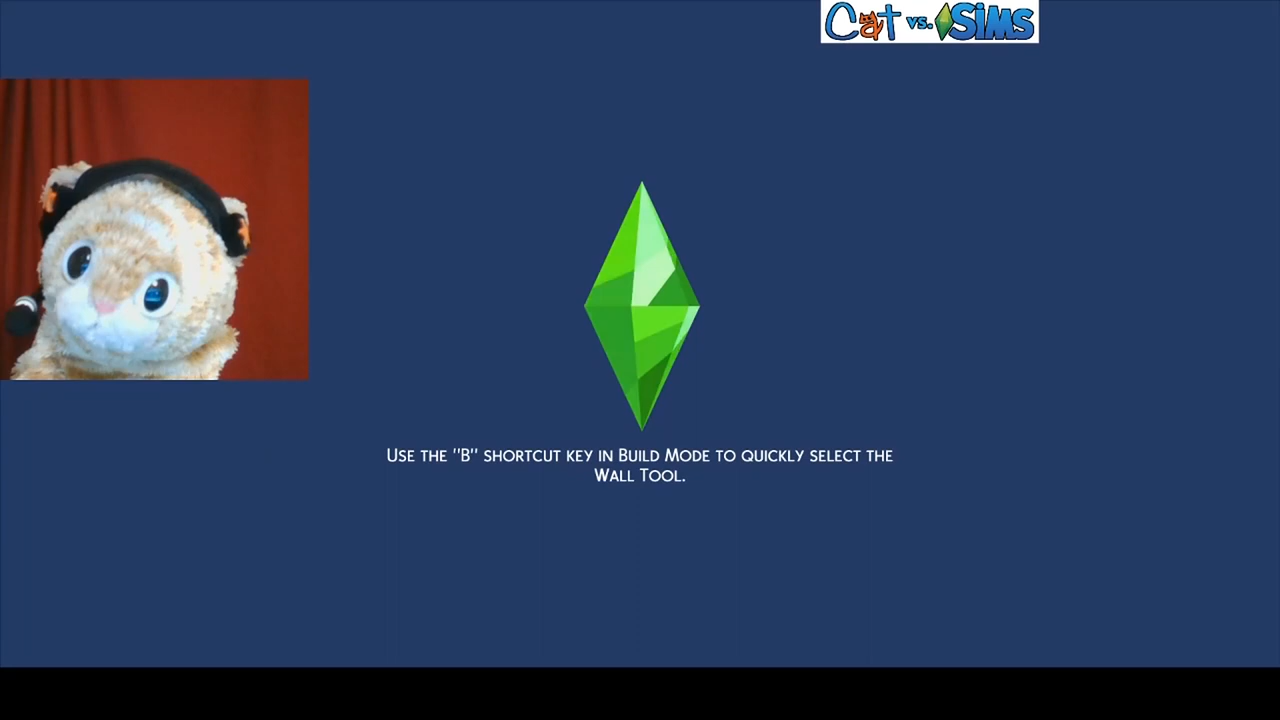 Cat vs. SiMS
USE THE "B" SHORTCUT KEY IN BUILD MODE TO QUICKLY SELECT THE
WALL TOOL.